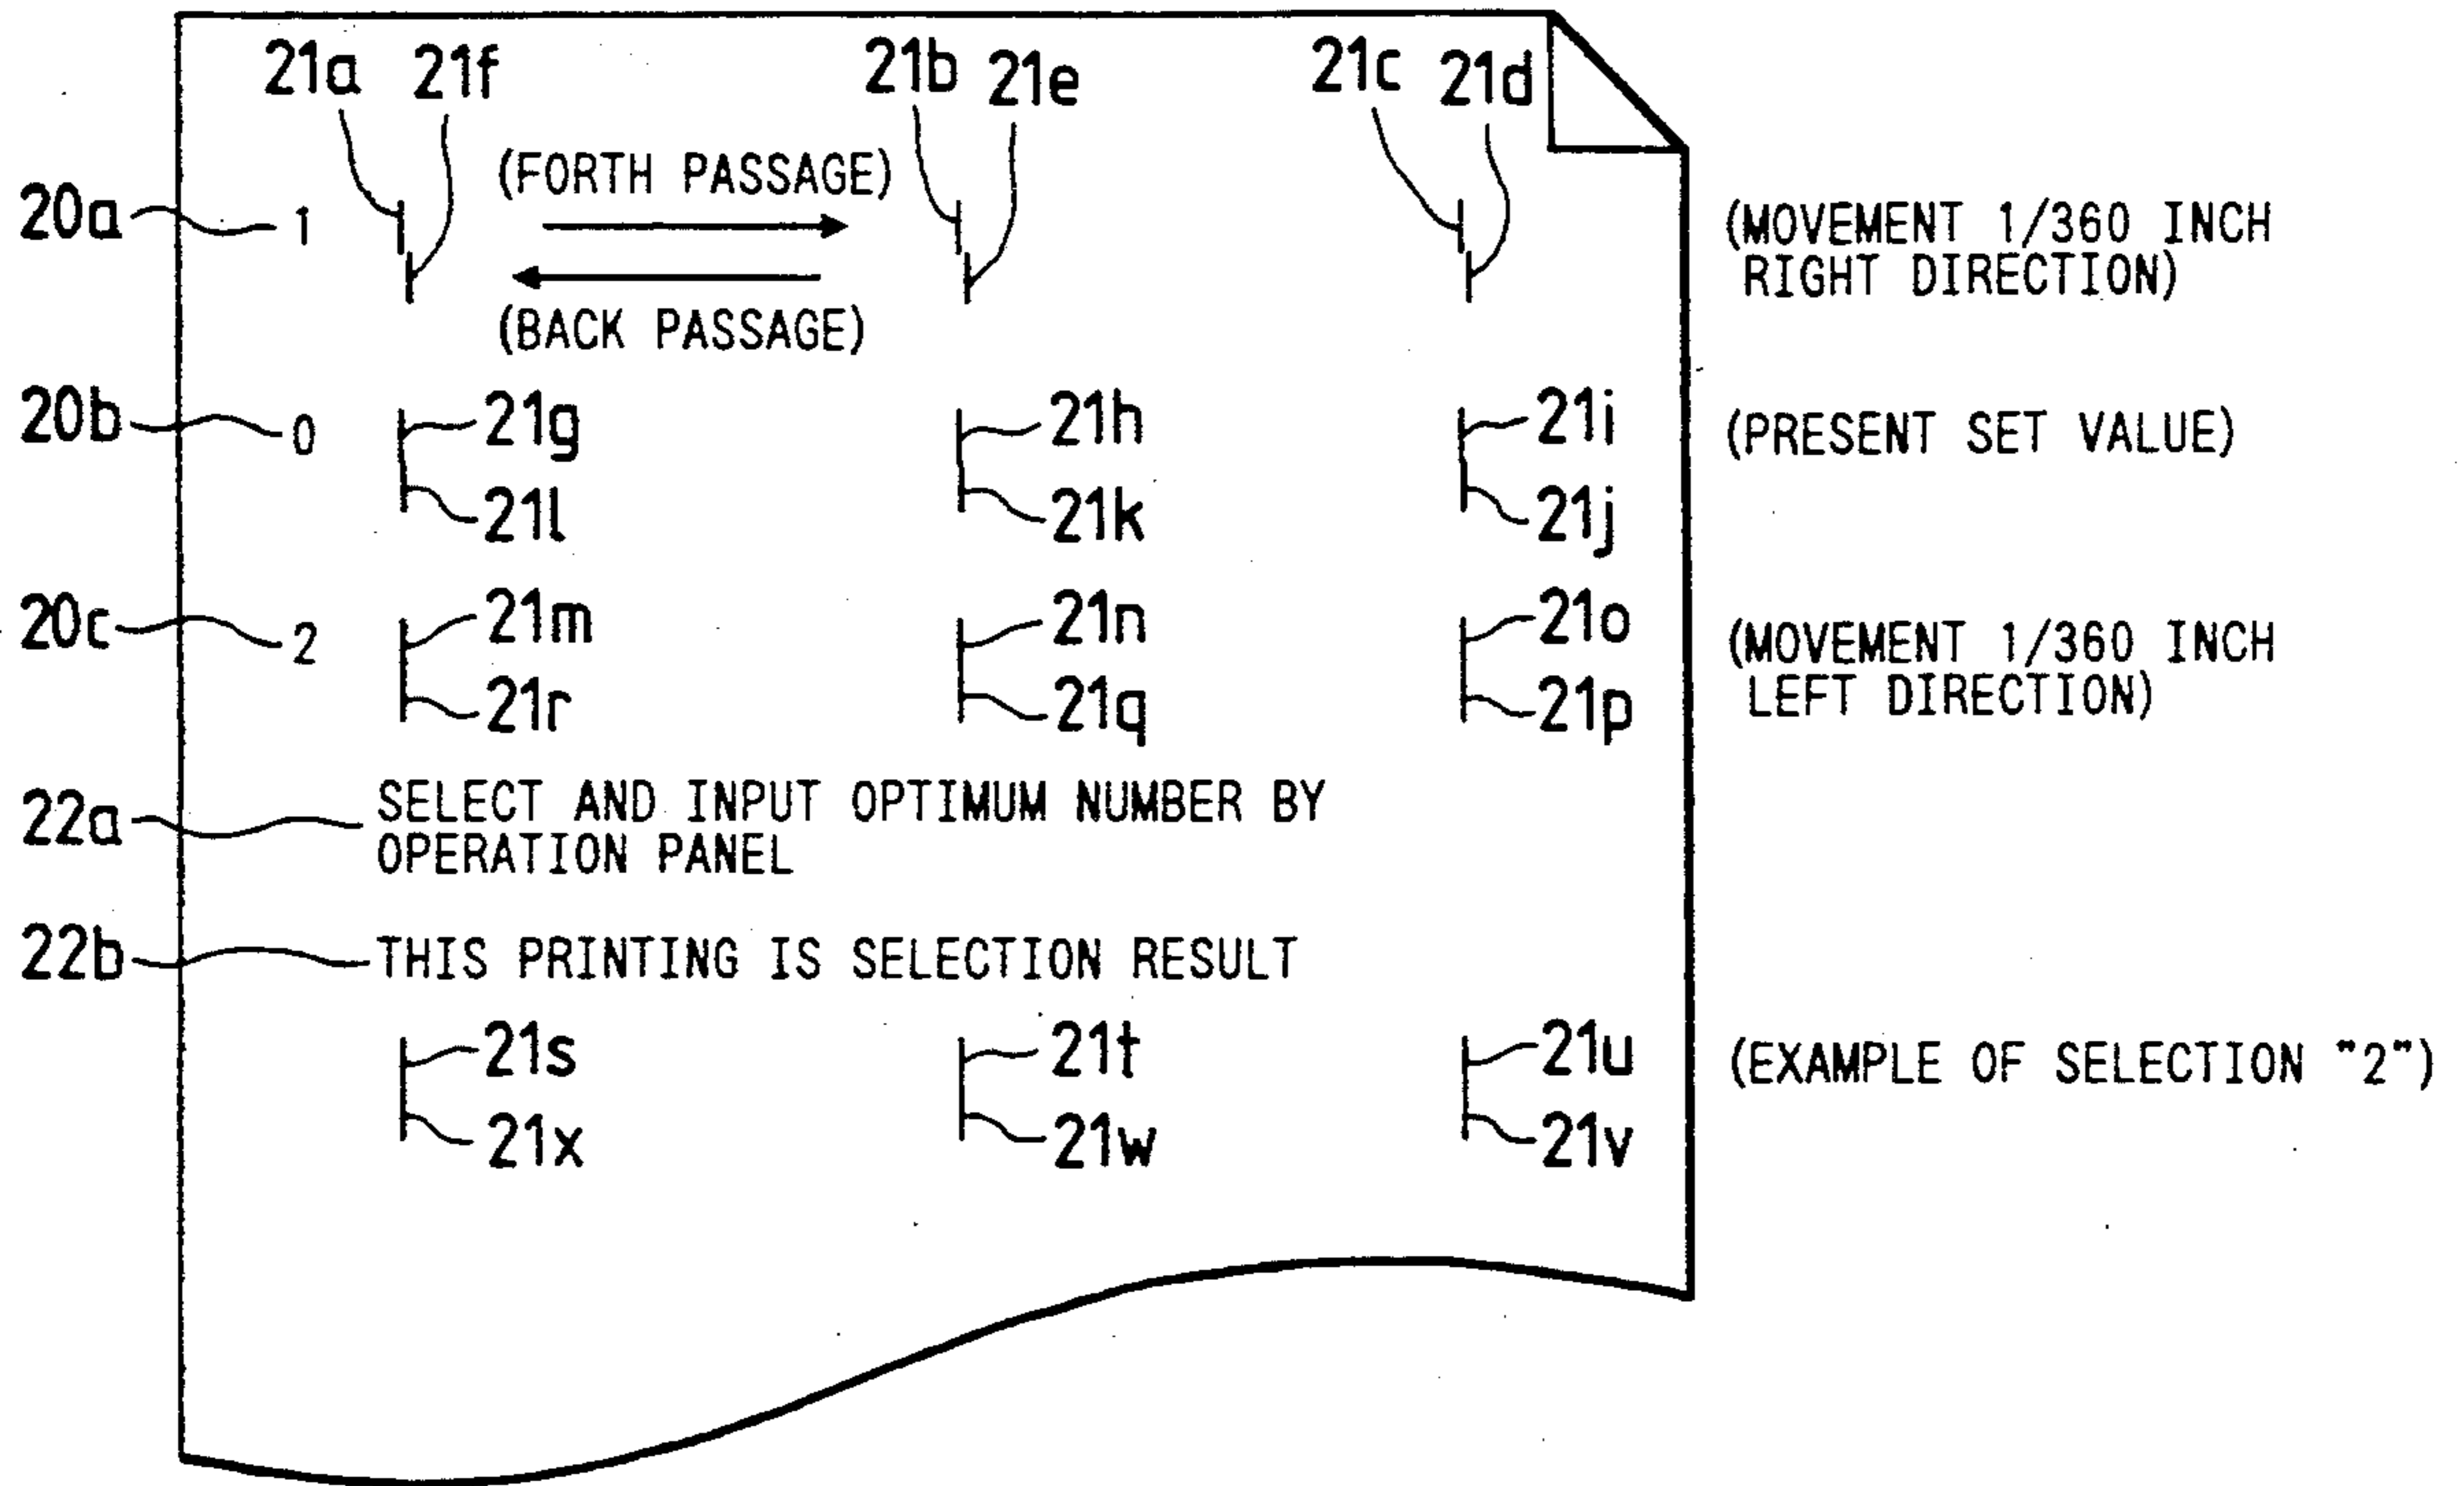 21a 21f 21b 21e 21c 21d
(FORTH PASSAGE)
20a 1 (MOVEMENT 1/360 INCH
RIGHT DIRECTION)
(BACK PASSAGE)
20b 0 21g 21h 21i (PRESENT SET VALUE)
21l 21k 21j
20c 2 21m 21n 21o (MOVEMENT 1/360 INCH
LEFT DIRECTION)
21r 21q 21p
22a SELECT AND INPUT OPTIMUM NUMBER BY
OPERATION PANEL
22b THIS PRINTING IS SELECTION RESULT
21s 21t 21u (EXAMPLE OF SELECTION "2")
21x 21w 21v